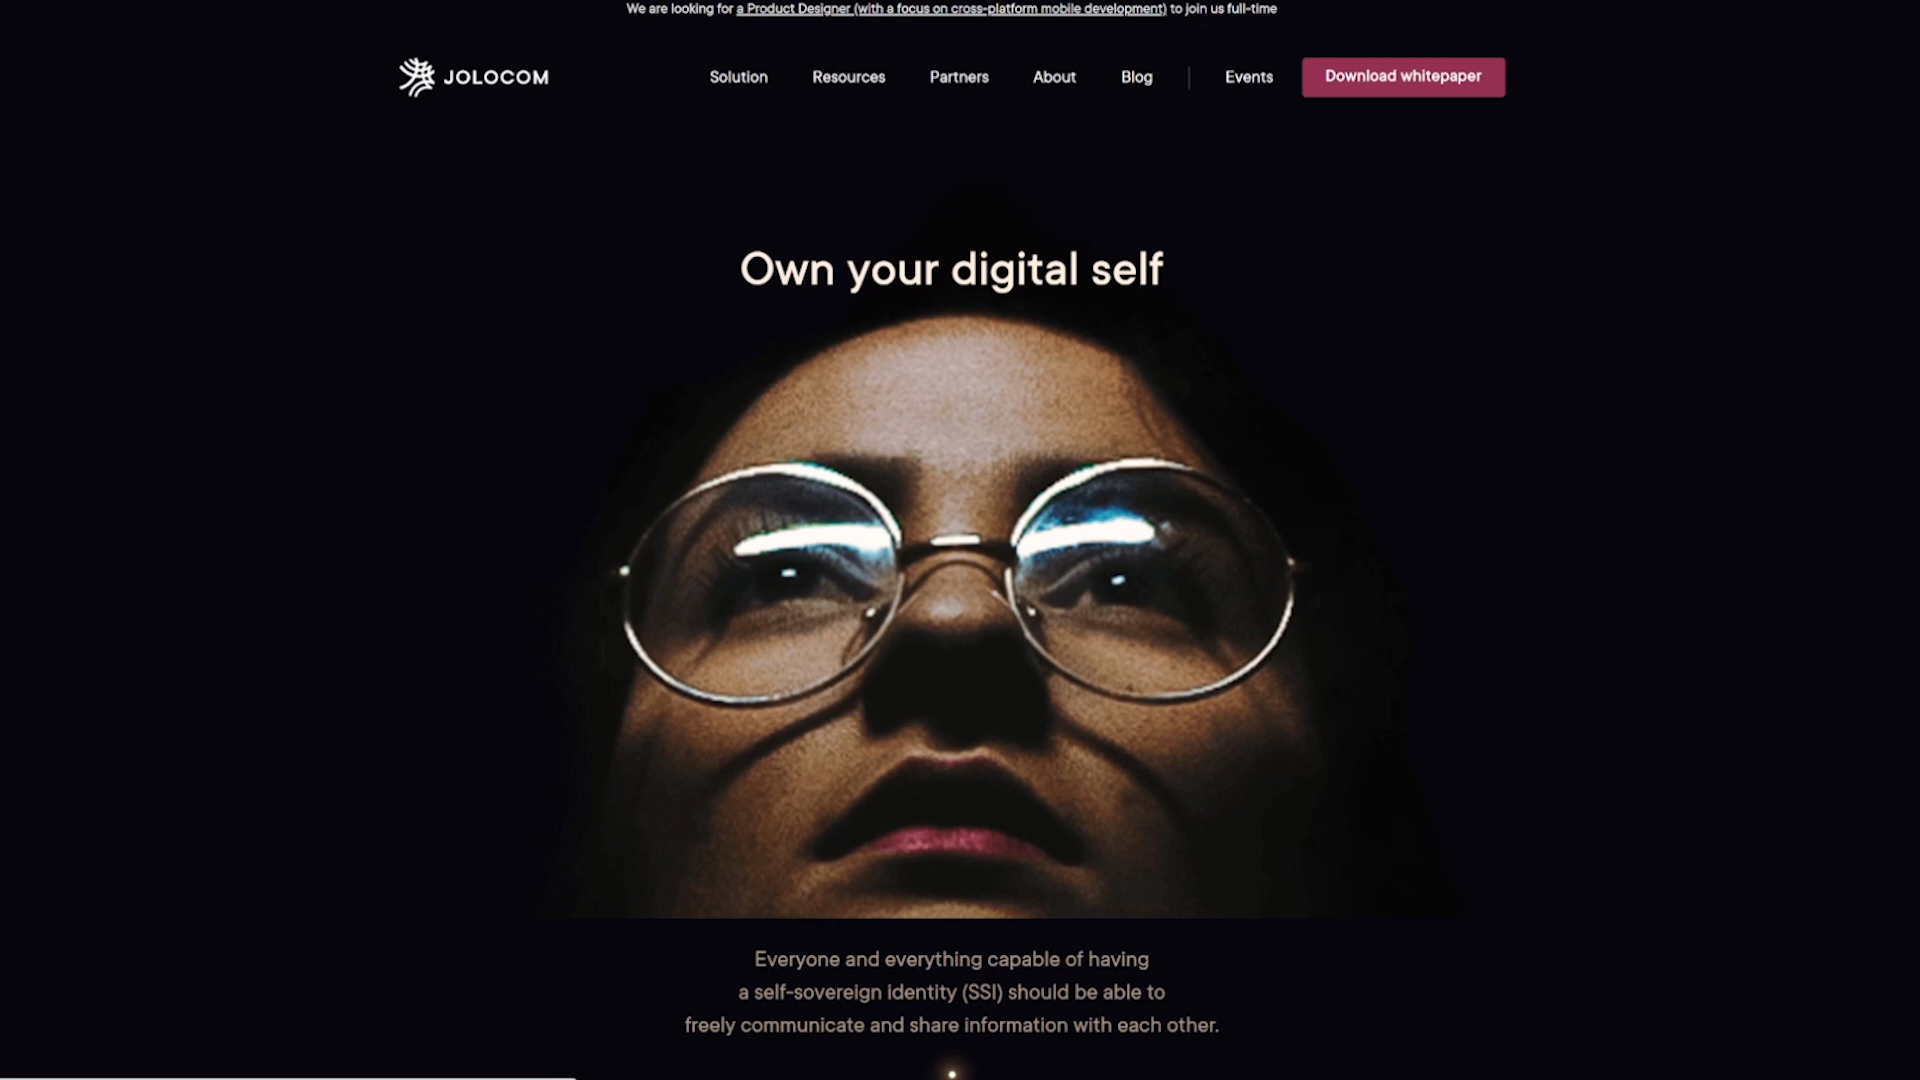 We are looking for a Product Designer (with a focus on cross-platform mobile development) to join us full-time
JOLOCOM
Solution Resources Partners About Blog Events Download whitepaper
Own your digital self
Everyone and everything capable of having
a self-sovereign identity (SSI) should be able to
freely communicate and share information with each other.